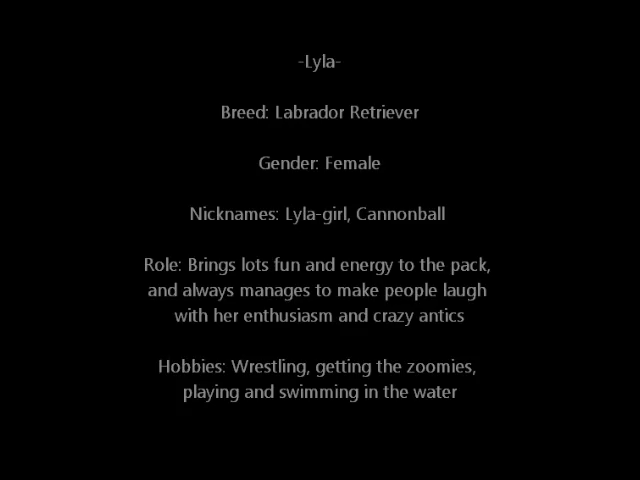 -Lyla-
Breed: Labrador Retriever
Gender: Female
Nicknames: Lyla-girl, Cannonball
Role: Brings lots fun and energy to the pack,
and always manages to make people laugh
with her enthusiasm and crazy antics
Hobbies: Wrestling, getting the zoomies,
playing and swimming in the water